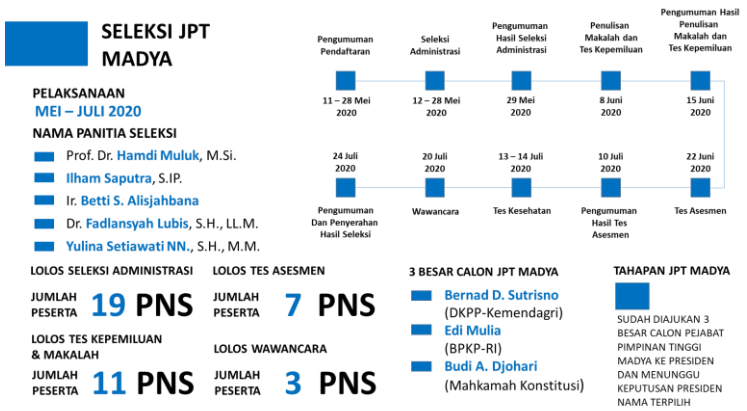 SELEKSI JPT
MADYA
PELAKSANAAN
MEI – JULI 2020
NAMA PANITIA SELEKSI
Prof. Dr. Hamdi Muluk, M.Si.
Ilham Saputra, S.IP.
Ir. Betti S. Alisjahbana
Dr. Fadlansyah Lubis, S.H., LL.M.
Yulina Setiawati NN., S.H., M.M.
Pengumuman
Pendaftaran
11 – 28 Mei
2020
Seleksi
Administrasi
12 – 28 Mei
2020
Pengumuman
Hasil Seleksi
Administrasi
29 Mei
2020
Penulisan
Makalah dan
Tes Kepemiluan
8 Juni
2020
Pengumuman Hasil
Penulisan
Makalah dan
Tes Kepemiluan
15 Juni
2020
22 Juni
2020
Tes Asesmen
10 Juli
2020
Pengumuman
Hasil Tes
Asesmen
13 – 14 Juli
2020
Tes Kesehatan
20 Juli
2020
Wawancara
24 Juli
2020
Pengumuman
Dan Penyerahan
Hasil Seleksi
LOLOS SELEKSI ADMINISTRASI
JUMLAH
PESERTA
19 PNS
LOLOS TES ASESMEN
JUMLAH
PESERTA
7 PNS
LOLOS TES KEPEMILUAN
& MAKALAH
JUMLAH
PESERTA
11 PNS
LOLOS WAWANCARA
JUMLAH
PESERTA
3 PNS
3 BESAR CALON JPT MADYA
Bernad D. Sutrisno
(DKPP-Kemendagri)
Edi Mulia
(BPKP-RI)
Budi A. Djohari
(Mahkamah Konstitusi)
TAHAPAN JPT MADYA
SUDAH DIAJUKAN 3
BESAR CALON PEJABAT
PIMPINAN TINGGI
MADYA KE PRESIDEN
DAN MENUNGGU
KEPUTUSAN PRESIDEN
NAMA TERPILIH